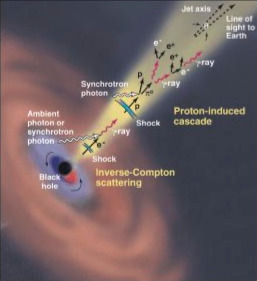 Jet axis
Line of
sight to
Earth
e-
e+
e+
e-
γ-ray
Synchrotron
photon
p
π°
γ-ray
p
Proton-induced
cascade
Shock
Ambient
photon or
synchrotron
photon
γ-ray
e-
Shock
Inverse-Compton
scattering
Black
hole